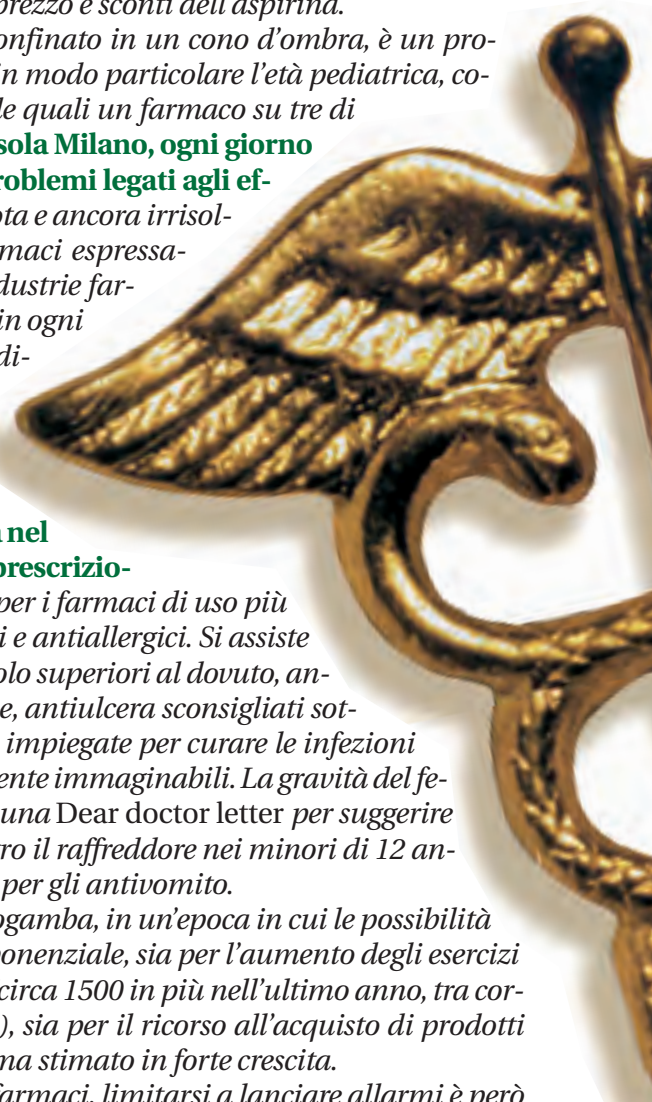 prezzo e sconti dell'aspirina.
onfinato in un cono d'ombra, è un pro-
in modo particolare l'età pediatrica, co-
le quali un farmaco su tre di
sola Milano, ogni giorno
roblemi legati agli ef-
ota e ancora irrisol-
maci espressa-
dustrie far-
in ogni
di-
nel
prescrizio-
per i farmaci di uso più
i e antiallergici. Si assiste
olo superiori al dovuto, an-
e, antiulcera sconsigliati sot-
impiegate per curare le infezioni
ente immaginabili. La gravità del fe-
una Dear doctor letter per suggerire
ro il raffreddore nei minori di 12 an-
per gli antivomito.
ogamba, in un'epoca in cui le possibilità
onenziale, sia per l'aumento degli esercizi
circa 1500 in più nell'ultimo anno, tra cor-
), sia per il ricorso all'acquisto di prodotti
ma stimato in forte crescita.
farmaci, limitarsi a lanciare allarmi è però